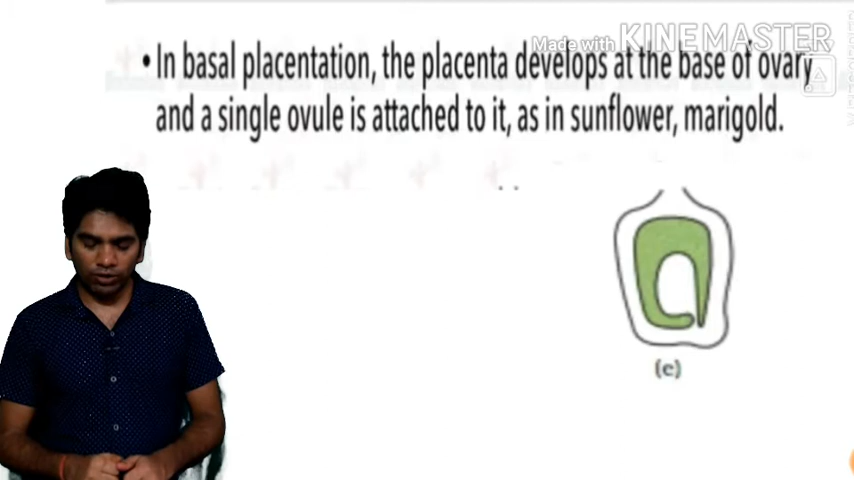 Made with KINEMASTER
• In basal placentation, the placenta develops at the base of ovary
and a single ovule is attached to it, as in sunflower, marigold.
(e)